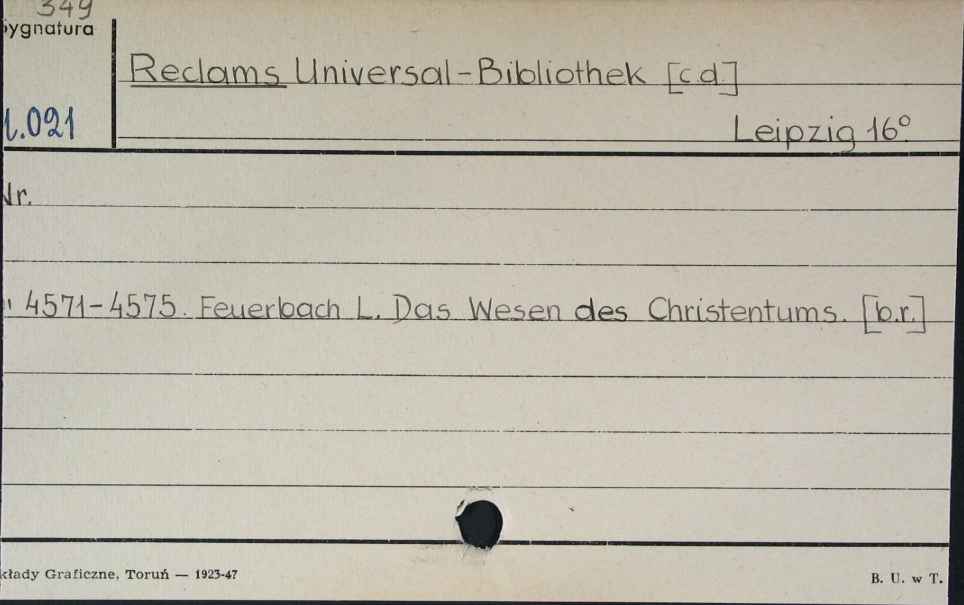 349
Sygnatura
Reclams Universal-Bibliothek [c.d.]
1.021
Leipzig 16°
Nr.
" 4571-4575. Feuerbach L. Das Wesen des Christentums. [b.r.]
kłady Graficzne, Toruń — 1923-47
B. U. w T.